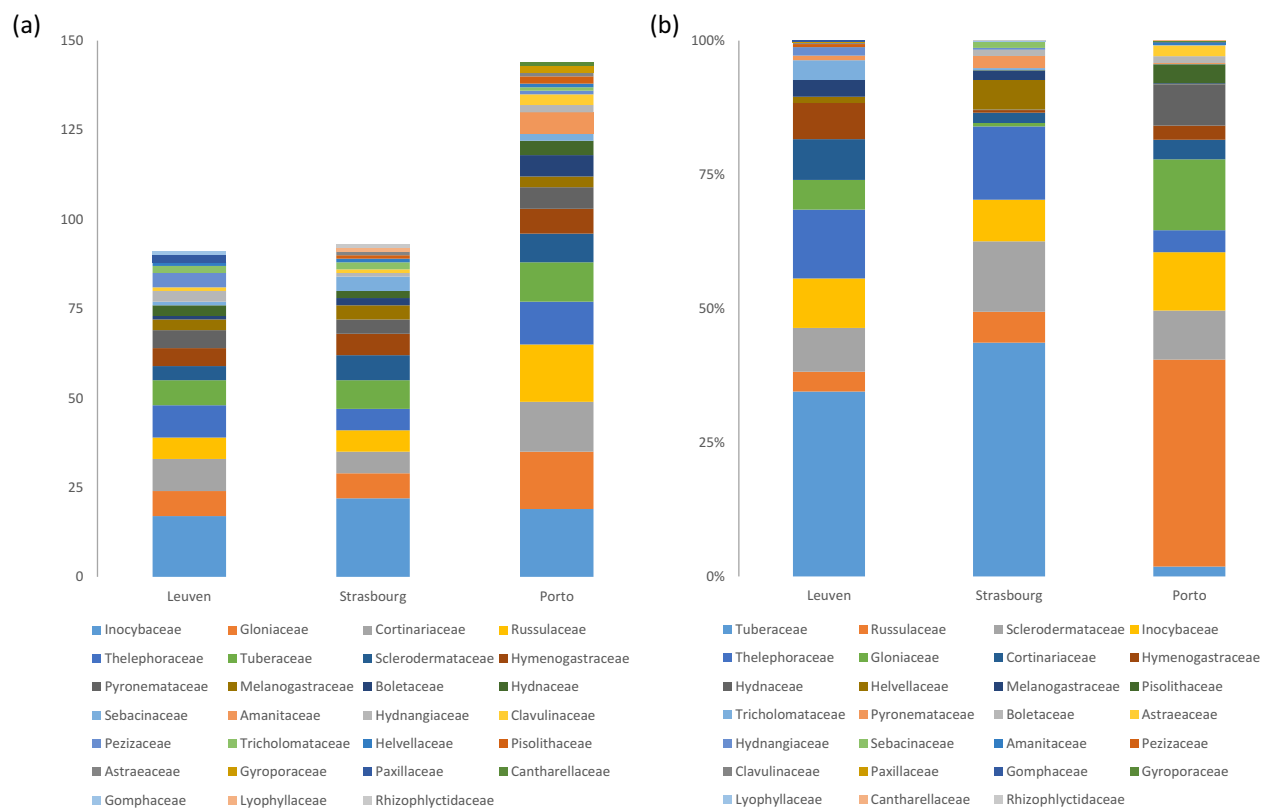 (a)
150
125
100
75
50
25
0
Leuven Strasbourg Porto
Inocybaceae Gloniaceae Cortinariaceae Russulaceae
Thelephoraceae Tuberaceae Sclerodermataceae Hymenogastraceae
Pyronemataceae Melanogastraceae Boletaceae Hydnaceae
Sebacinaceae Amanitaceae Hydnangiaceae Clavulinaceae
Pezizaceae Tricholomataceae Helvellaceae Pisolithaceae
Astraeaceae Gyroporaceae Paxillaceae Cantharellaceae
Gomphaceae Lyophyllaceae Rhizophlyctidaceae
(b)
100%
75%
50%
25%
0%
Leuven Strasbourg Porto
Tuberaceae Russulaceae Sclerodermataceae Inocybaceae
Thelephoraceae Gloniaceae Cortinariaceae Hymenogastraceae
Hydnaceae Helvellaceae Melanogastraceae Pisolithaceae
Tricholomataceae Pyronemataceae Boletaceae Astraeaceae
Hydnangiaceae Sebacinaceae Amanitaceae Pezizaceae
Clavulinaceae Paxillaceae Gomphaceae Gyroporaceae
Lyophyllaceae Cantharellaceae Rhizophlyctidaceae